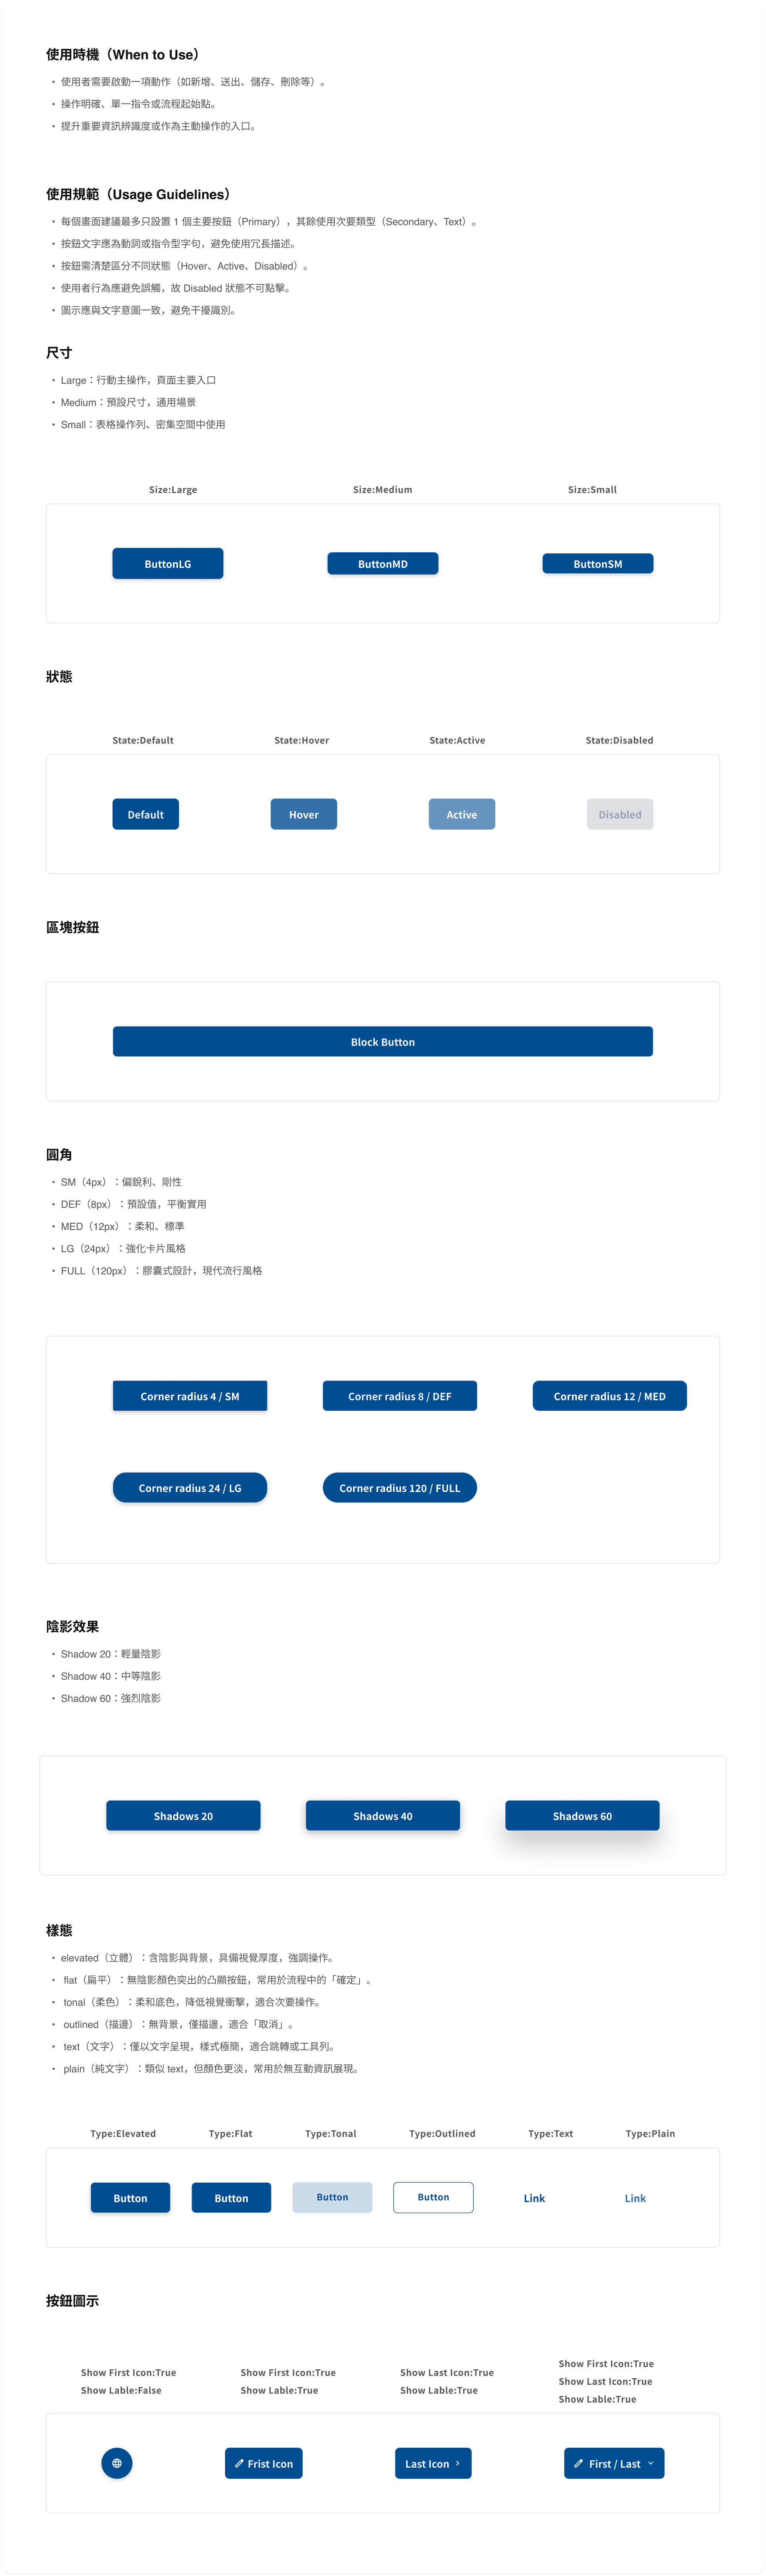 使用時機（When to Use）
• 使用者需要啟動一項動作（如新增、送出、儲存、刪除等）。
• 操作明確、單一指令或流程起始點。
• 提升重要資訊辨識度或作為主動操作的入口。
使用規範（Usage Guidelines）
• 每個畫面建議最多只設置 1 個主要按鈕（Primary），其餘使用次要類型（Secondary、Text）。
• 按鈕文字應為動詞或指令型字句，避免使用冗長描述。
• 按鈕需清楚區分不同狀態（Hover、Active、Disabled）。
• 使用者行為應避免誤觸，故 Disabled 狀態不可點擊。
• 圖示應與文字意圖一致，避免干擾識別。
尺寸
• Large：行動主操作，頁面主要入口
• Medium：預設尺寸，通用場景
• Small：表格操作列、密集空間中使用
Size:Large Size:Medium Size:Small
ButtonLG ButtonMD ButtonSM
狀態
State:Default State:Hover State:Active State:Disabled
Default Hover Active Disabled
區塊按鈕
Block Button
圓角
• SM（4px）：偏銳利、剛性
• DEF（8px）：預設值，平衡實用
• MED（12px）：柔和、標準
• LG（24px）：強化卡片風格
• FULL（120px）：膠囊式設計，現代流行風格
Corner radius 4 / SM Corner radius 8 / DEF Corner radius 12 / MED
Corner radius 24 / LG Corner radius 120 / FULL
陰影效果
• Shadow 20：輕量陰影
• Shadow 40：中等陰影
• Shadow 60：強烈陰影
Shadows 20 Shadows 40 Shadows 60
樣態
• elevated（立體）：含陰影與背景，具備視覺厚度，強調操作。
• flat（扁平）：無陰影顏色突出的凸顯按鈕，常用於流程中的「確定」。
• tonal（柔色）：柔和底色，降低視覺衝擊，適合次要操作。
• outlined（描邊）：無背景，僅描邊，適合「取消」。
• text（文字）：僅以文字呈現，樣式極簡，適合跳轉或工具列。
• plain（純文字）：類似 text，但顏色更淡，常用於無互動資訊展現。
Type:Elevated Type:Flat Type:Tonal Type:Outlined Type:Text Type:Plain
Button Button Button Button Link Link
按鈕圖示
Show First Icon:True
Show Lable:False
Show First Icon:True
Show Lable:True
Show Last Icon:True
Show Lable:True
Show First Icon:True
Show Last Icon:True
Show Lable:True
Frist Icon Last Icon First / Last